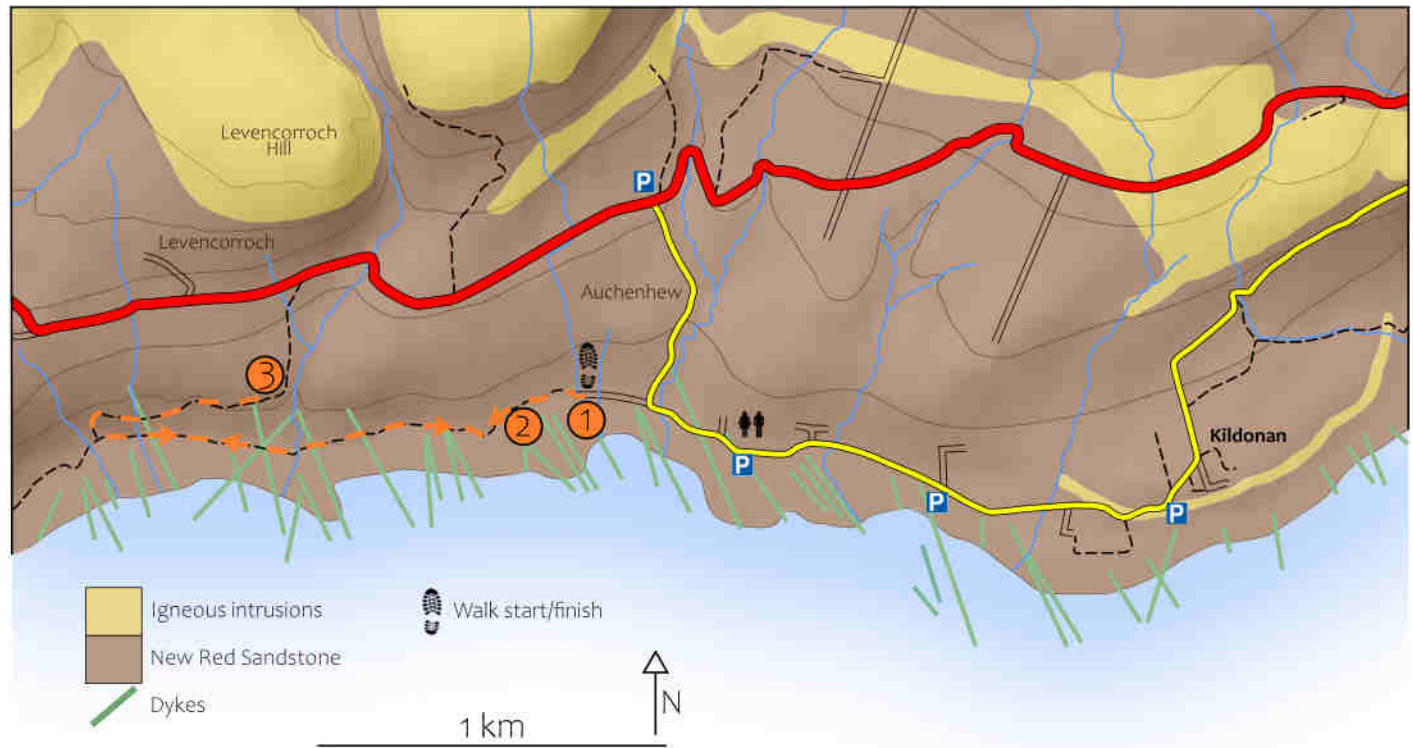 Levencorroch
Hill
P
Levencorroch
Auchenhew
3
2
1
P
Kildonan
P
P
Igneous intrusions
Walk start/finish
New Red Sandstone
Dykes
N
1 km